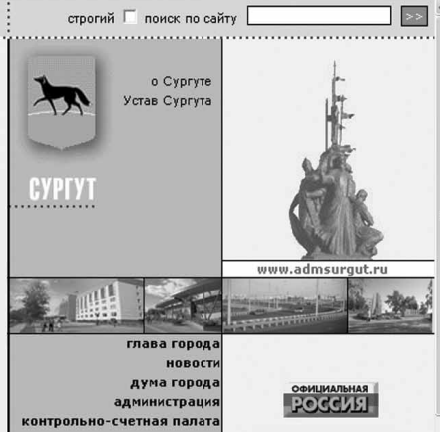 строгий поиск по сайту >>
о Сургуте
Устав Сургута
СУРГУТ
www.admsurgut.ru
глава города
новости
дума города
администрация
контрольно-счетная палата
ОФИЦИАЛЬНАЯ
РОССИЯ